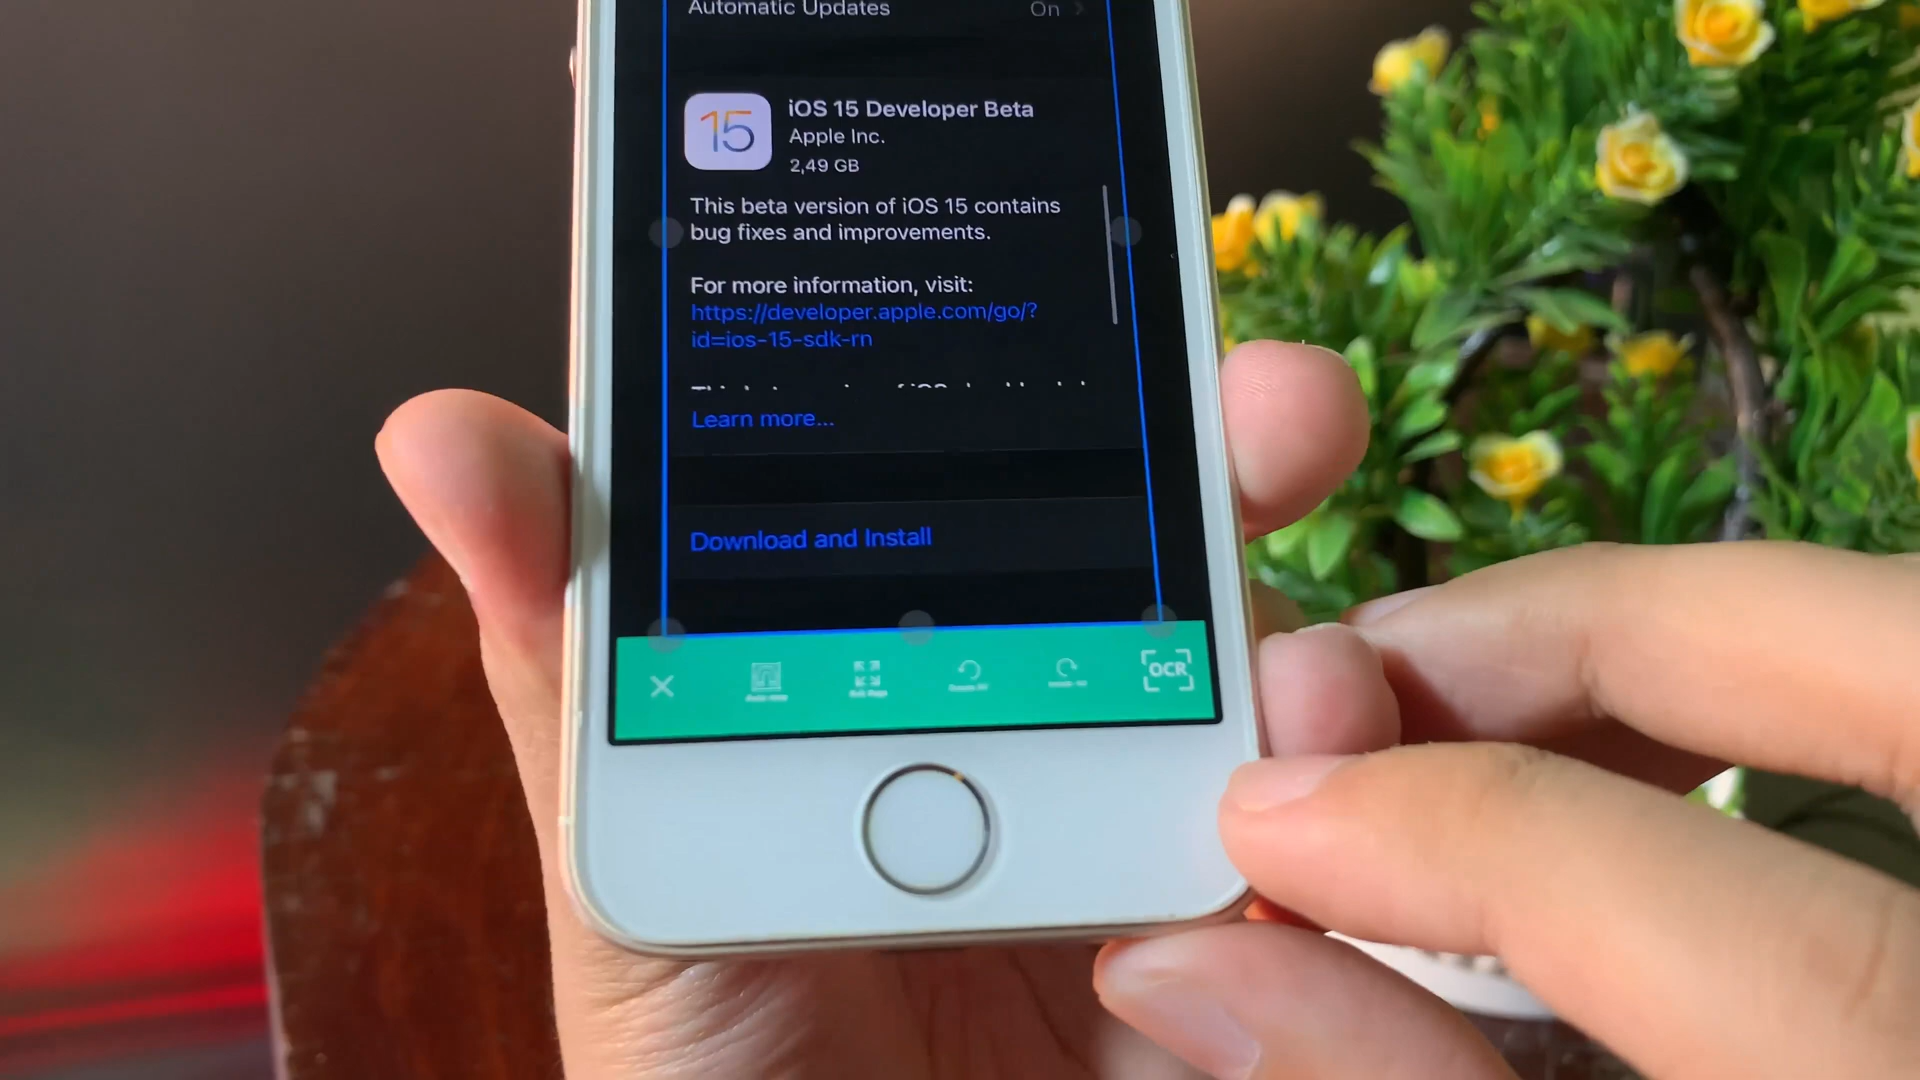 Automatic Updates On
15
iOS 15 Developer Beta
Apple Inc.
2,49 GB
This beta version of iOS 15 contains
bug fixes and improvements.
For more information, visit:
https://developer.apple.com/go/?
id=ios-15-sdk-rn
Learn more...
Download and Install
OCR